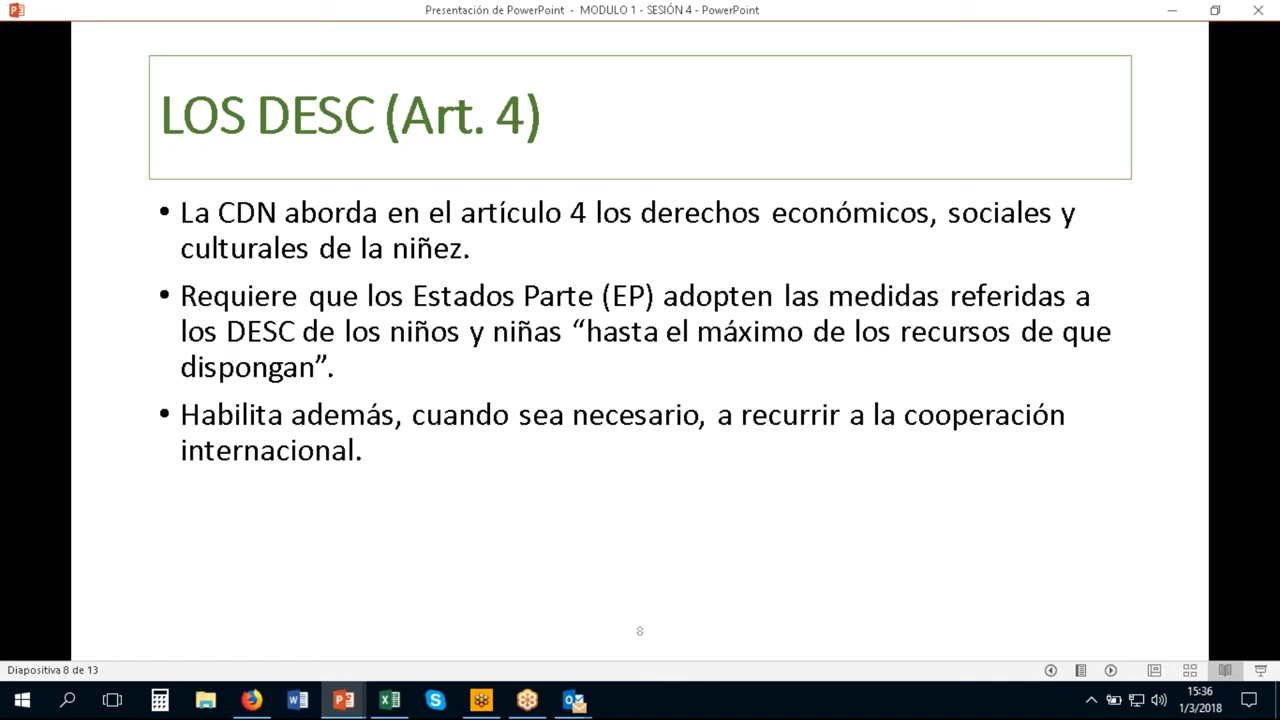 Presentación de PowerPoint - MODULO 1 - SESIÓN 4 - PowerPoint
LOS DESC (Art. 4)
• La CDN aborda en el artículo 4 los derechos económicos, sociales y
culturales de la niñez.
• Requiere que los Estados Parte (EP) adopten las medidas referidas a
los DESC de los niños y niñas “hasta el máximo de los recursos de que
dispongan”.
• Habilita además, cuando sea necesario, a recurrir a la cooperación
internacional.
8
Diapositiva 8 de 13
15:36
1/3/2018